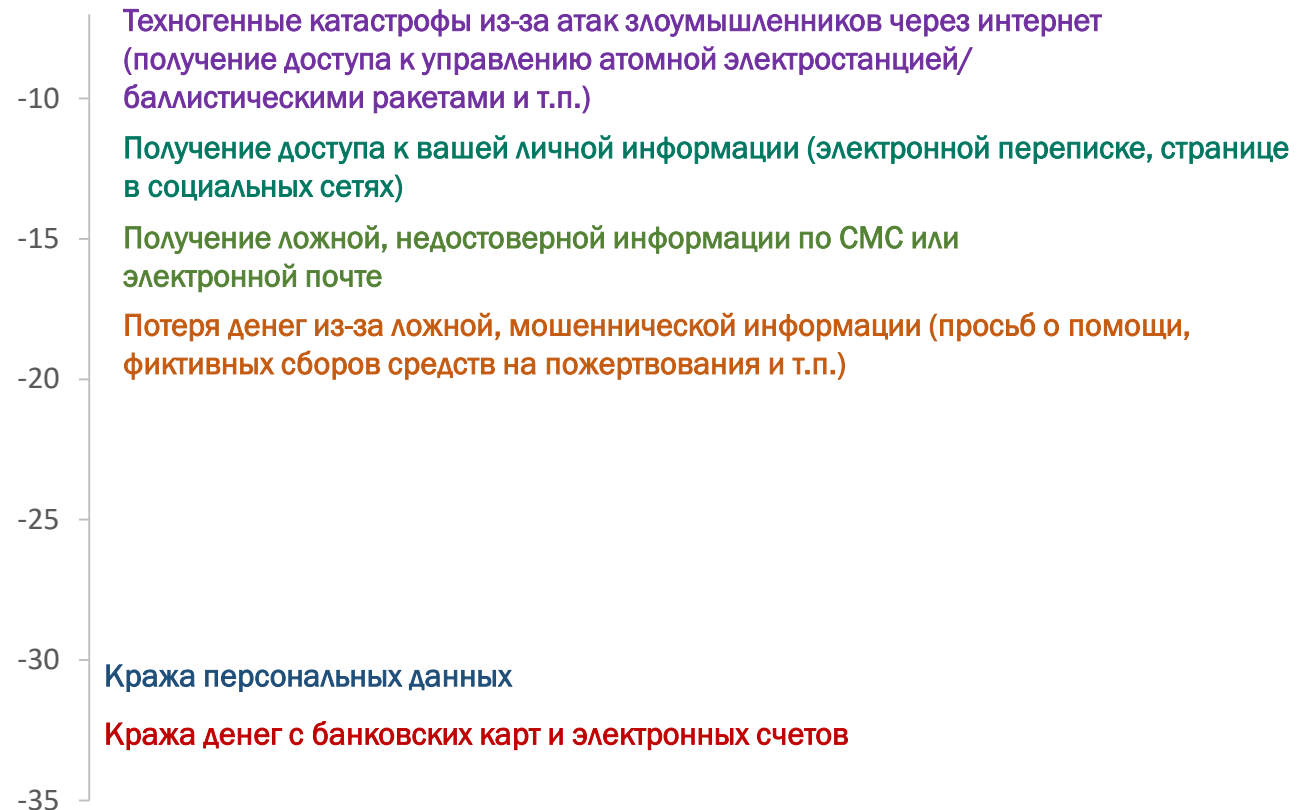 Техногенные катастрофы из-за атак злоумышленников через интернет
(получение доступа к управлению атомной электростанцией/
-10
баллистическими ракетами и т.п.)
Получение доступа к вашей личной информации (электронной переписке, странице
в социальных сетях)
-15
Получение ложной, недостоверной информации по СМС или
электронной почте
Потеря денег из-за ложной, мошеннической информации (просьб о помощи,
фиктивных сборов средств на пожертвования и т.п.)
-20
-25
-30
Кража персональных данных
Кража денег с банковских карт и электронных счетов
-35